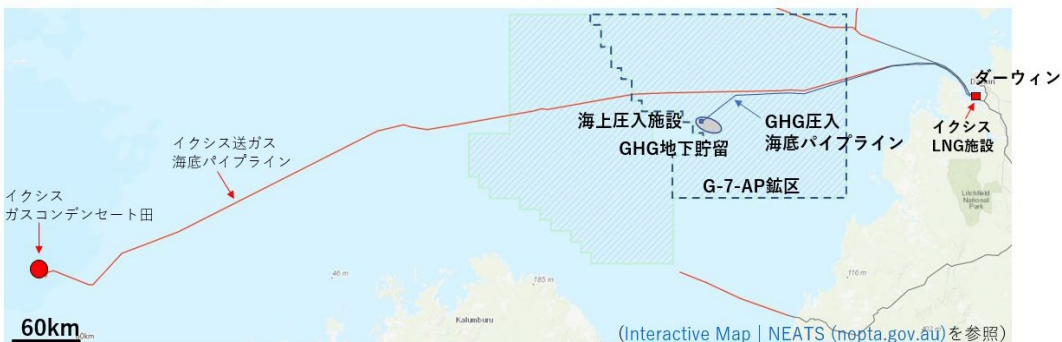 ダーウィン
海上圧入施設
GHG圧入
海底パイプライン
イクシス
LNG施設
GHG地下貯留
イクシス送ガス
海底パイプライン
G-7-AP鉱区
イクシス
ガスコンデンセート田
Litchfield
National
Park
46 m
185 m
116 m
Kalumburu
60km
(Interactive Map | NEATS (nopta.gov.au)を参照)